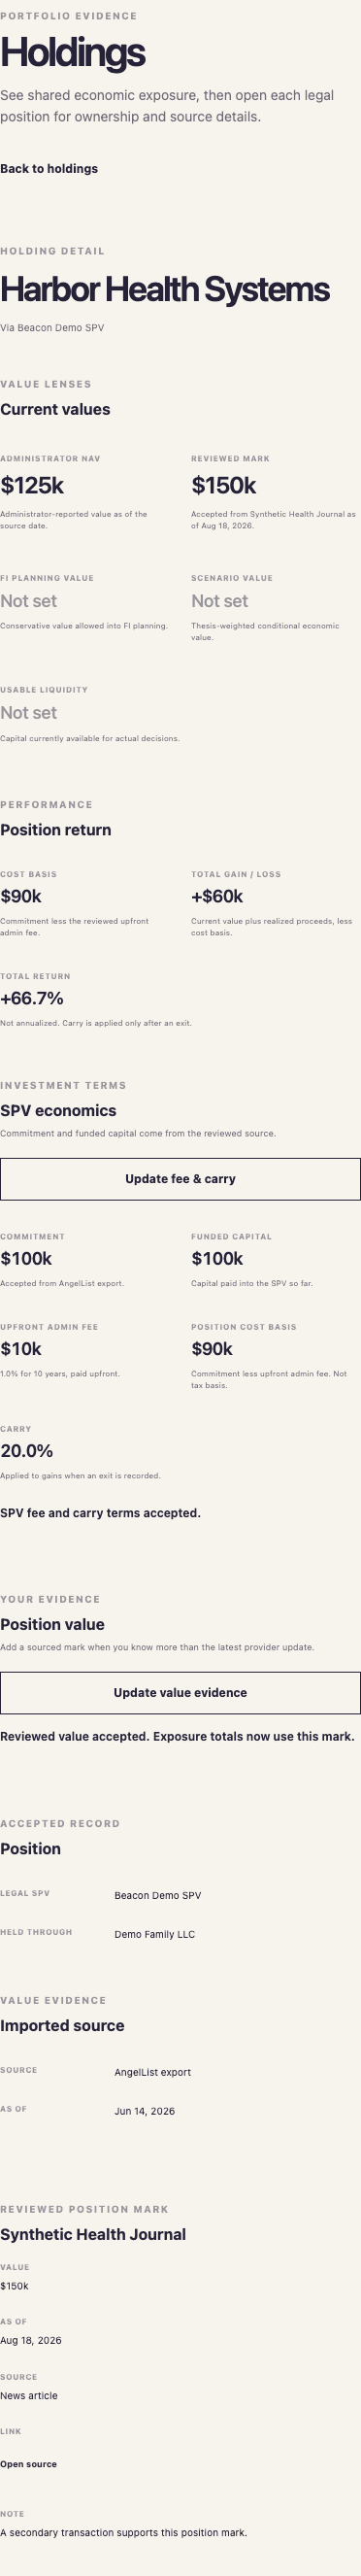 PORTFOLIO EVIDENCE
Holdings
See shared economic exposure, then open each legal
position for ownership and source details.
Back to holdings
HOLDING DETAIL
Harbor Health Systems
Via Beacon Demo SPV
VALUE LENSES
Current values
ADMINISTRATOR NAV
$125k
Administrator-reported value as of the
source date.
REVIEWED MARK
$150k
Accepted from Synthetic Health Journal as
of Aug 18, 2026.
FI PLANNING VALUE
Not set
Conservative value allowed into FI planning.
SCENARIO VALUE
Not set
Thesis-weighted conditional economic
value.
USABLE LIQUIDITY
Not set
Capital currently available for actual decisions.
PERFORMANCE
Position return
COST BASIS
$90k
Commitment less the reviewed upfront
admin fee.
TOTAL GAIN / LOSS
+$60k
Current value plus realized proceeds, less
cost basis.
TOTAL RETURN
+66.7%
Not annualized. Carry is applied only after an exit.
INVESTMENT TERMS
SPV economics
Commitment and funded capital come from the reviewed source.
Update fee & carry
COMMITMENT
$100k
Accepted from AngelList export.
FUNDED CAPITAL
$100k
Capital paid into the SPV so far.
UPFRONT ADMIN FEE
$10k
1.0% for 10 years, paid upfront.
POSITION COST BASIS
$90k
Commitment less upfront admin fee. Not
tax basis.
CARRY
20.0%
Applied to gains when an exit is recorded.
SPV fee and carry terms accepted.
YOUR EVIDENCE
Position value
Add a sourced mark when you know more than the latest provider update.
Update value evidence
Reviewed value accepted. Exposure totals now use this mark.
ACCEPTED RECORD
Position
LEGAL SPV
Beacon Demo SPV
HELD THROUGH
Demo Family LLC
VALUE EVIDENCE
Imported source
SOURCE
AngelList export
AS OF
Jun 14, 2026
REVIEWED POSITION MARK
Synthetic Health Journal
VALUE
$150k
AS OF
Aug 18, 2026
SOURCE
News article
LINK
Open source
NOTE
A secondary transaction supports this position mark.